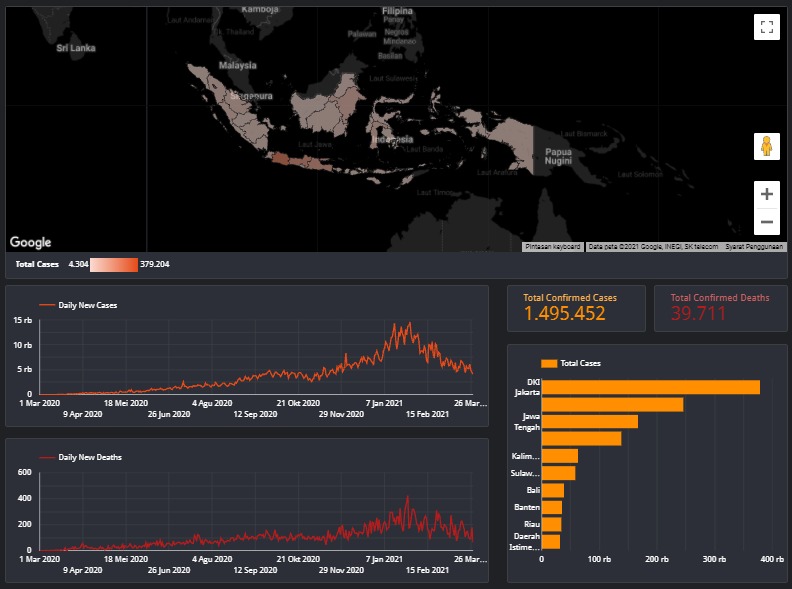 Kamboja
Filipina
Laut Andaman
Thailand
Panay
Palawan
Negros
Mindanao
Sri Lanka
Basilan
Malaysia
Laut Sulawesi
Singapura
Laut Bismarck
Indonesia
Laut Jawa
Laut Banda
Papua
Nugini
Laut Arafura
Laut Solomon
Laut Timor
Google
Pintasan keyboard
Data peta ©2021 Google, INEGI, SK telecom
Syarat Penggunaan
Total Cases 4.304 379.204
Daily New Cases
15 rb
10 rb
5 rb
0
1 Mar 2020 18 Mei 2020 4 Agu 2020 21 Okt 2020 7 Jan 2021 26 Mar...
9 Apr 2020 26 Jun 2020 12 Sep 2020 29 Nov 2020 15 Feb 2021
Total Confirmed Cases
1.495.452
Total Confirmed Deaths
39.711
Daily New Deaths
600
400
200
0
1 Mar 2020 18 Mei 2020 4 Agu 2020 21 Okt 2020 7 Jan 2021 26 Mar...
9 Apr 2020 26 Jun 2020 12 Sep 2020 29 Nov 2020 15 Feb 2021
Total Cases
DKI
Jakarta
Jawa
Tengah
Kalim...
Sulaw...
Bali
Banten
Riau
Daerah
Istime...
0 100 rb 200 rb 300 rb 400 rb